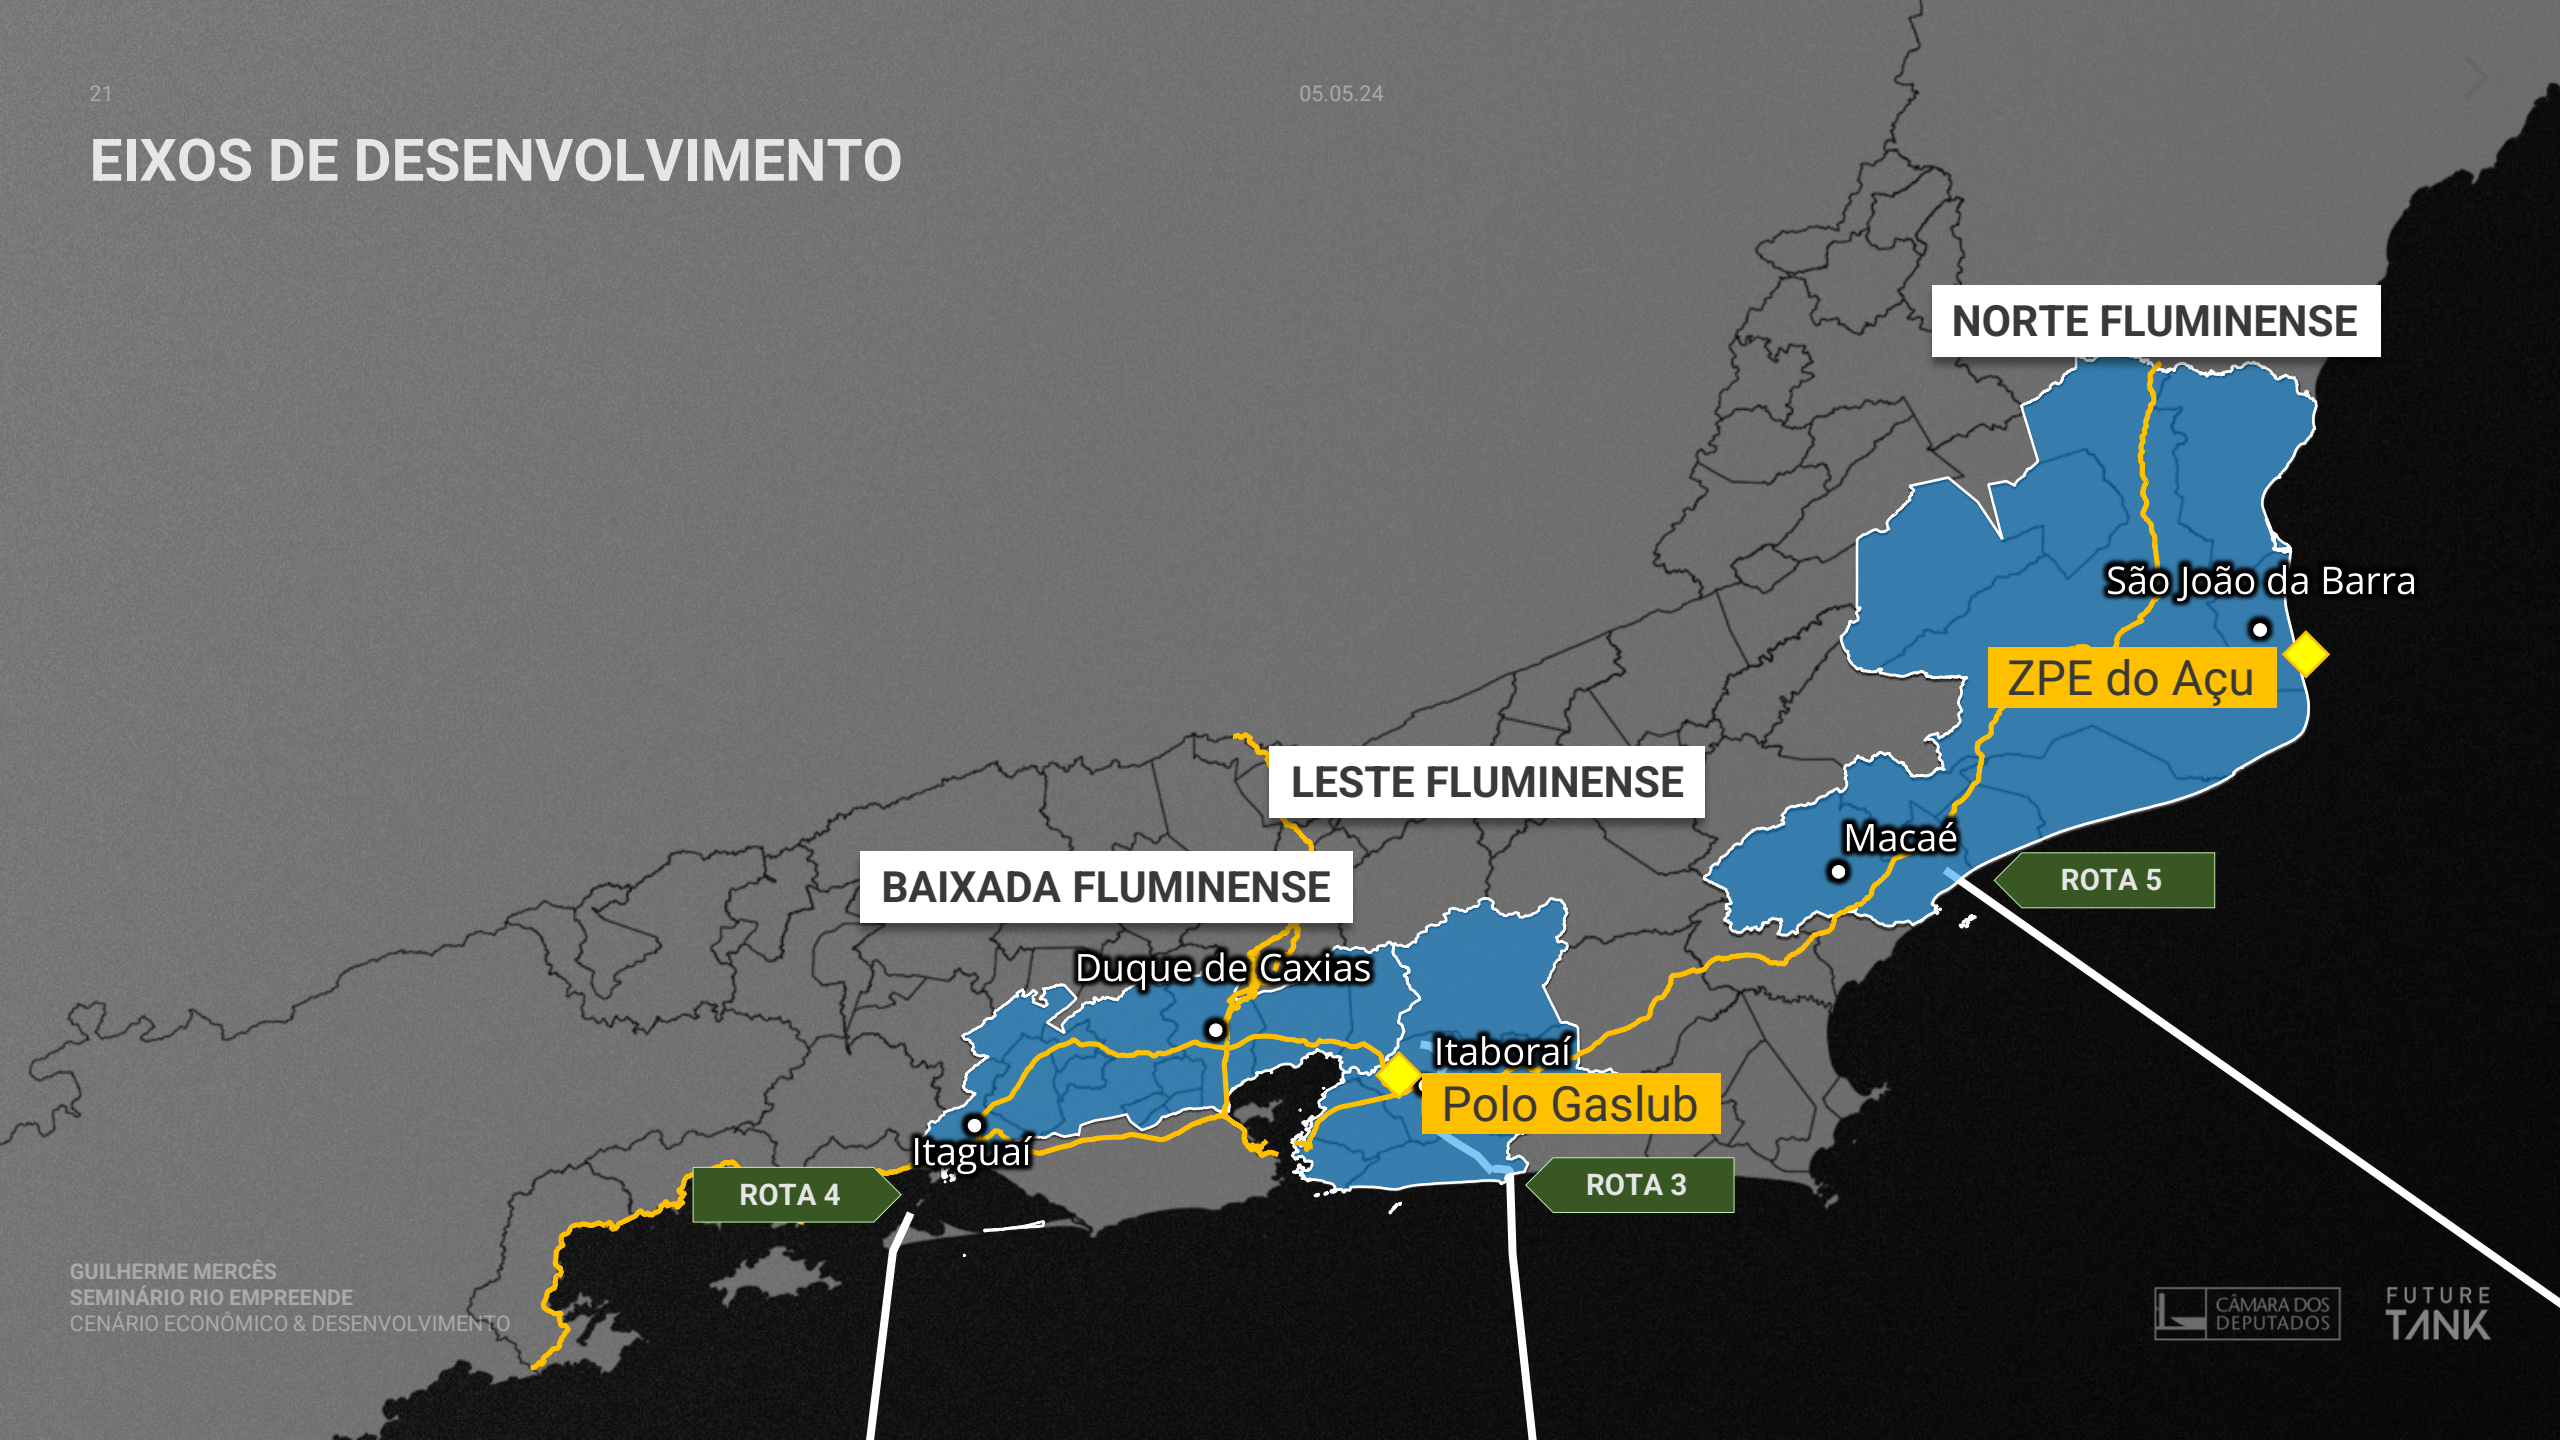 21
05.05.24
EIXOS DE DESENVOLVIMENTO
NORTE FLUMINENSE
São João da Barra
ZPE do Açu
LESTE FLUMINENSE
Macaé
BAIXADA FLUMINENSE
ROTA 5
Duque de Caxias
Itaboraí
Polo Gaslub
Itaguaí
ROTA 4
ROTA 3
GUILHERME MERCÊS
SEMINÁRIO RIO EMPREENDE
CENÁRIO ECONÔMICO & DESENVOLVIMENTO
CÂMARA DOS
DEPUTADOS
FUTURE
TANK